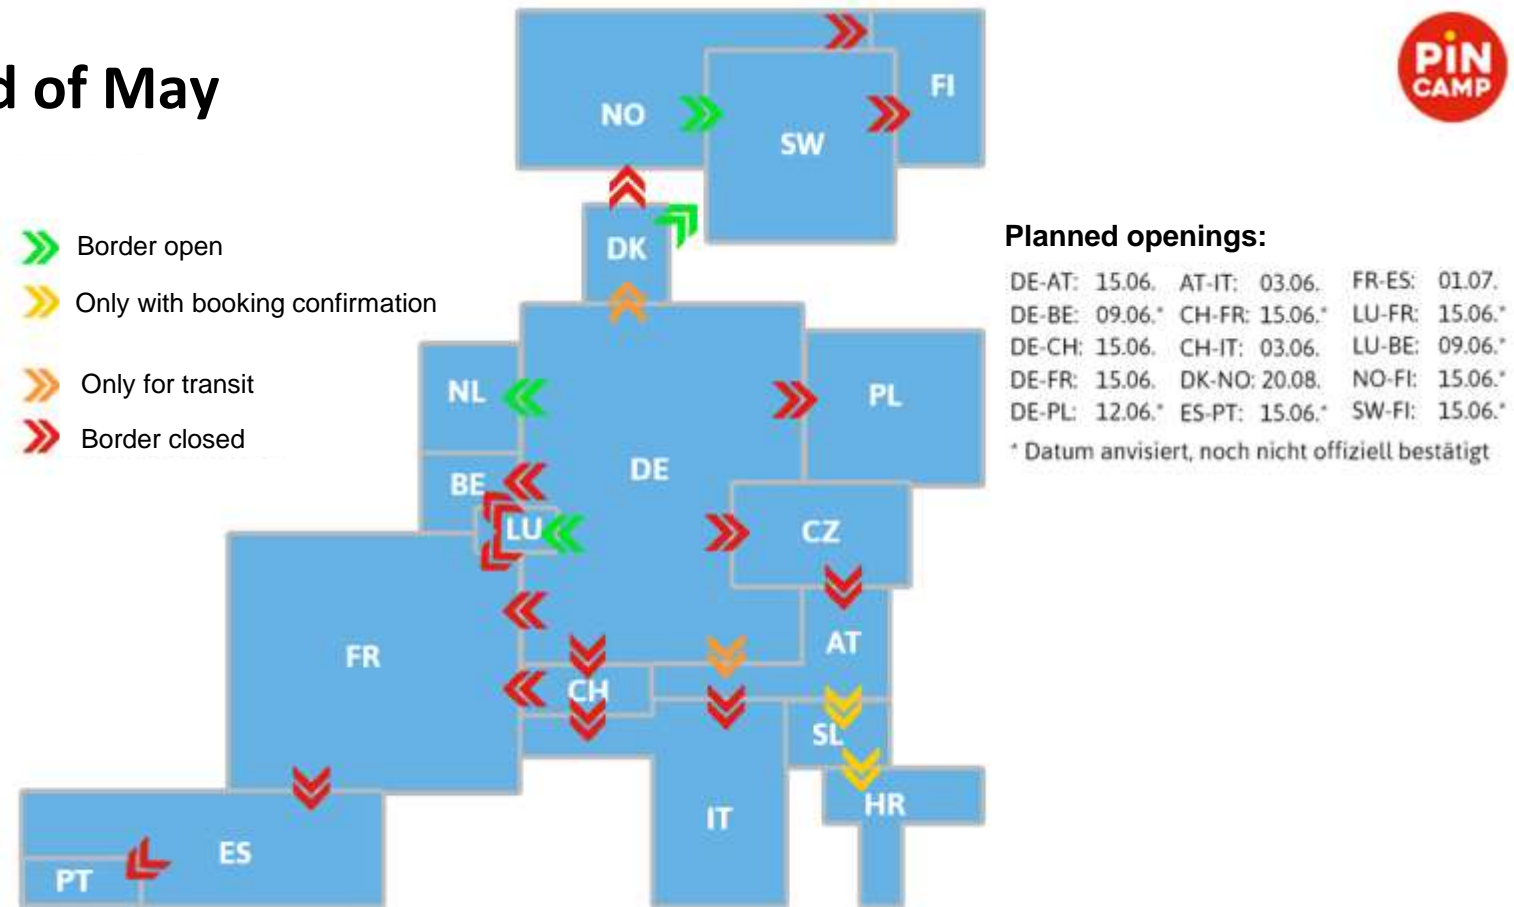 d of May
PiN
CAMP
Border open
Only with booking confirmation
Only for transit
Border closed
NO
SW
FI
DK
NL
PL
DE
BE
LU
CZ
FR
AT
CH
SL
IT
HR
ES
PT
Planned openings:
DE-AT: 15.06. AT-IT: 03.06. FR-ES: 01.07.
DE-BE: 09.06.* CH-FR: 15.06.* LU-FR: 15.06.*
DE-CH: 15.06. CH-IT: 03.06. LU-BE: 09.06.*
DE-FR: 15.06. DK-NO: 20.08. NO-FI: 15.06.*
DE-PL: 12.06.* ES-PT: 15.06.* SW-FI: 15.06.*
* Datum anvisiert, noch nicht offiziell bestätigt